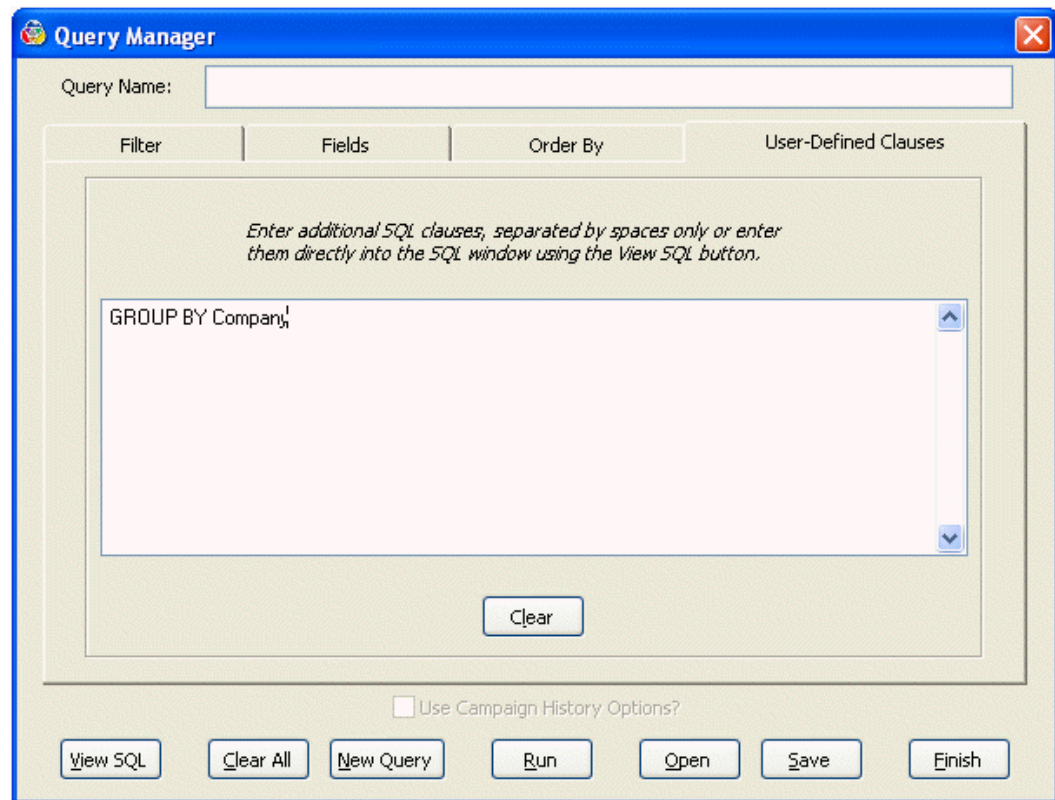 Query Manager
Query Name:
Filter Fields Order By User-Defined Clauses
Enter additional SQL clauses, separated by spaces only or enter
them directly into the SQL window using the View SQL button.
GROUP BY Company
Clear
Use Campaign History Options?
View SQL Clear All New Query Run Open Save Finish